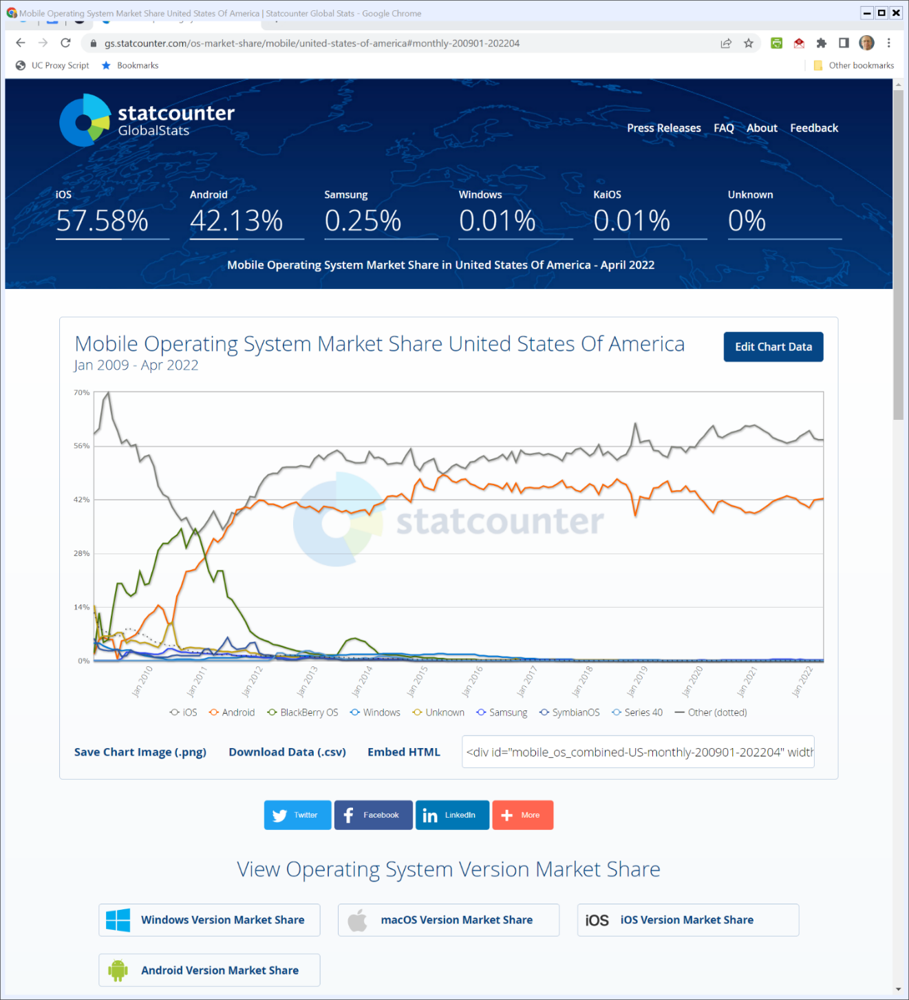 Mobile Operating System Market Share United States Of America | Statcounter Global Stats - Google Chrome
gs.statcounter.com/os-market-share/mobile/united-states-of-america#monthly-200901-202204
UC Proxy Script Bookmarks Other bookmarks
statcounter
GlobalStats
Press Releases FAQ About Feedback
iOS Android Samsung Windows KaiOS Unknown
57.58% 42.13% 0.25% 0.01% 0.01% 0%
Mobile Operating System Market Share in United States Of America - April 2022
Mobile Operating System Market Share United States Of America
Jan 2009 - Apr 2022
Edit Chart Data
70%
56%
42%
statcounter
28%
14%
0%
Jan 2010 Jan 2011 Jan 2012 Jan 2013 Jan 2014 Jan 2015 Jan 2016 Jan 2017 Jan 2018 Jan 2019 Jan 2020 Jan 2021 Jan 2022
iOS Android BlackBerry OS Windows Unknown Samsung SymbianOS Series 40 Other (dotted)
Save Chart Image (.png) Download Data (.csv) Embed HTML <div id="mobile_os_combined-US-monthly-200901-202204" width
Twitter Facebook LinkedIn More
View Operating System Version Market Share
Windows Version Market Share macOS Version Market Share iOS iOS Version Market Share
Android Version Market Share